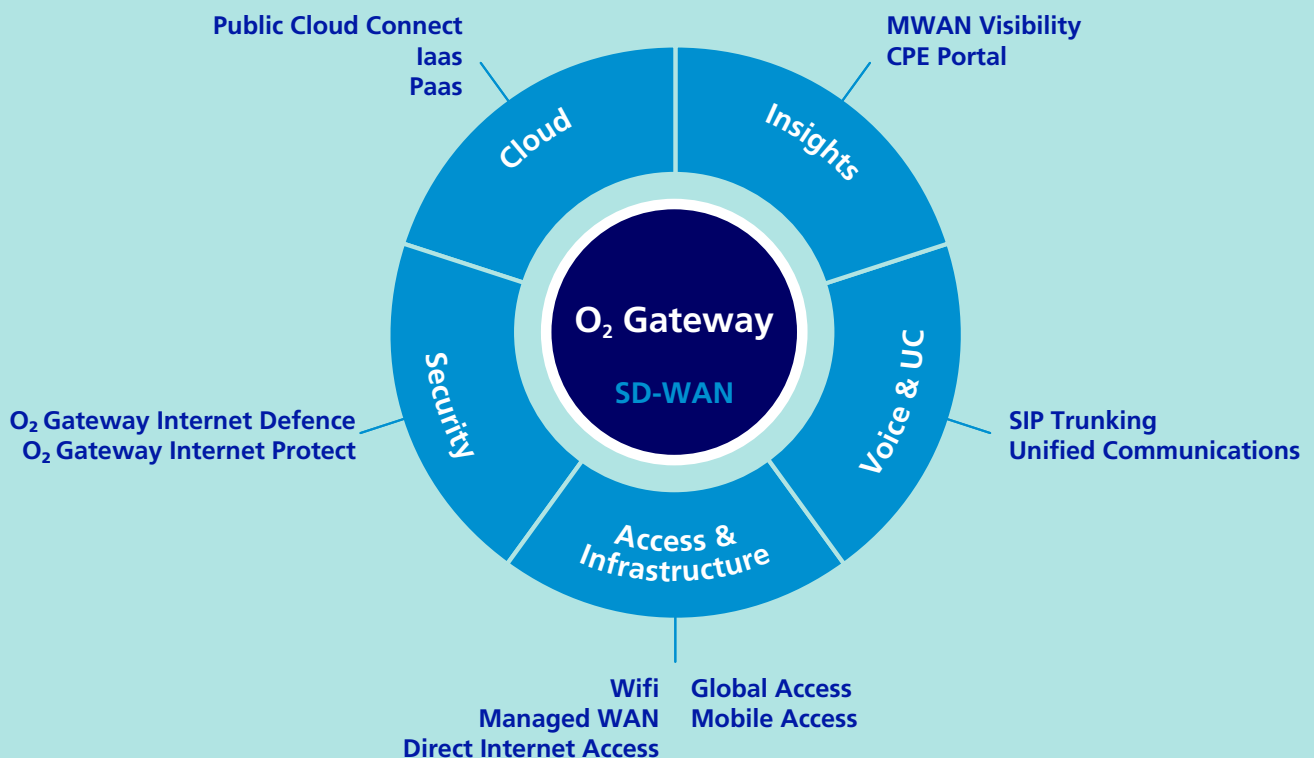 Public Cloud Connect
Iaas
Paas
MWAN Visibility
CPE Portal
Cloud
Insights
O₂ Gateway
SD-WAN
Security
Voice & UC
O₂ Gateway Internet Defence
O₂ Gateway Internet Protect
SIP Trunking
Unified Communications
Access &
Infrastructure
Wifi
Managed WAN
Direct Internet Access
Global Access
Mobile Access